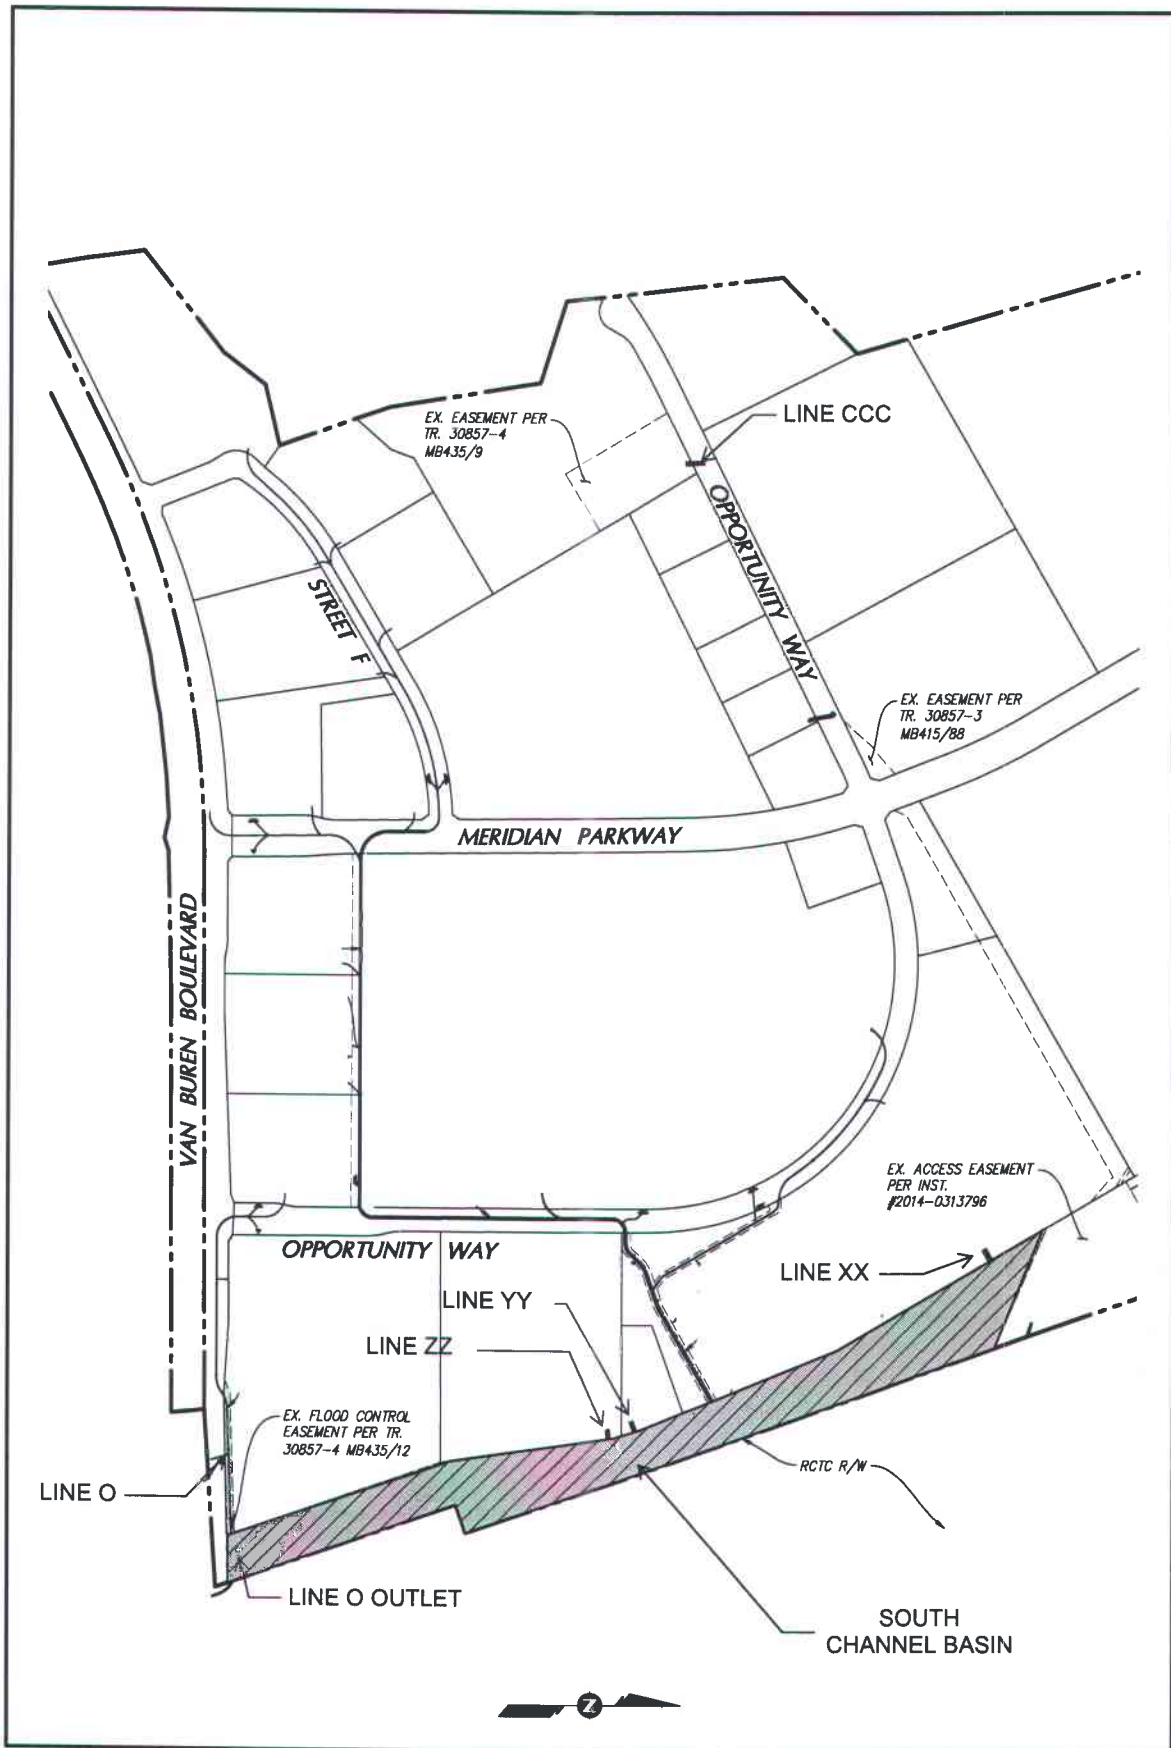 EX. EASEMENT PER
TR. 30857-4
MB435/9
LINE CCC
OPPORTUNITY WAY
STREET F
EX. EASEMENT PER
TR. 30857-3
MB415/88
MERIDIAN PARKWAY
VAN BUREN BOULEVARD
EX. ACCESS EASEMENT
PER INST.
#2014-0313796
OPPORTUNITY WAY
LINE XX
LINE YY
LINE ZZ
EX. FLOOD CONTROL
EASEMENT PER TR.
30857-4 MB435/12
RCTC R/W
LINE O
LINE O OUTLET
SOUTH
CHANNEL BASIN
Z